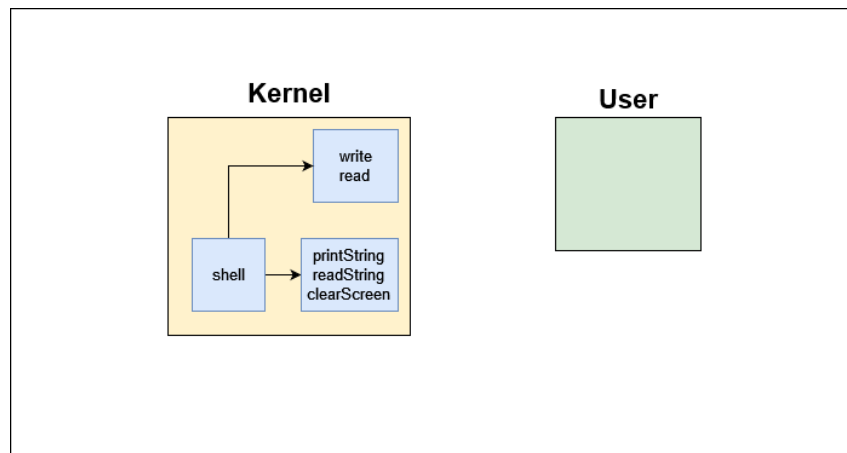 Kernel
User
write
read
shell
printString
readString
clearScreen